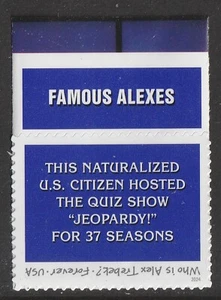 FAMOUS ALEXES
THIS NATURALIZED
U.S. CITIZEN HOSTED
THE QUIZ SHOW
"JEOPARDY!"
FOR 37 SEASONS
Who is Alex Trebek? · Forever · USA
2024